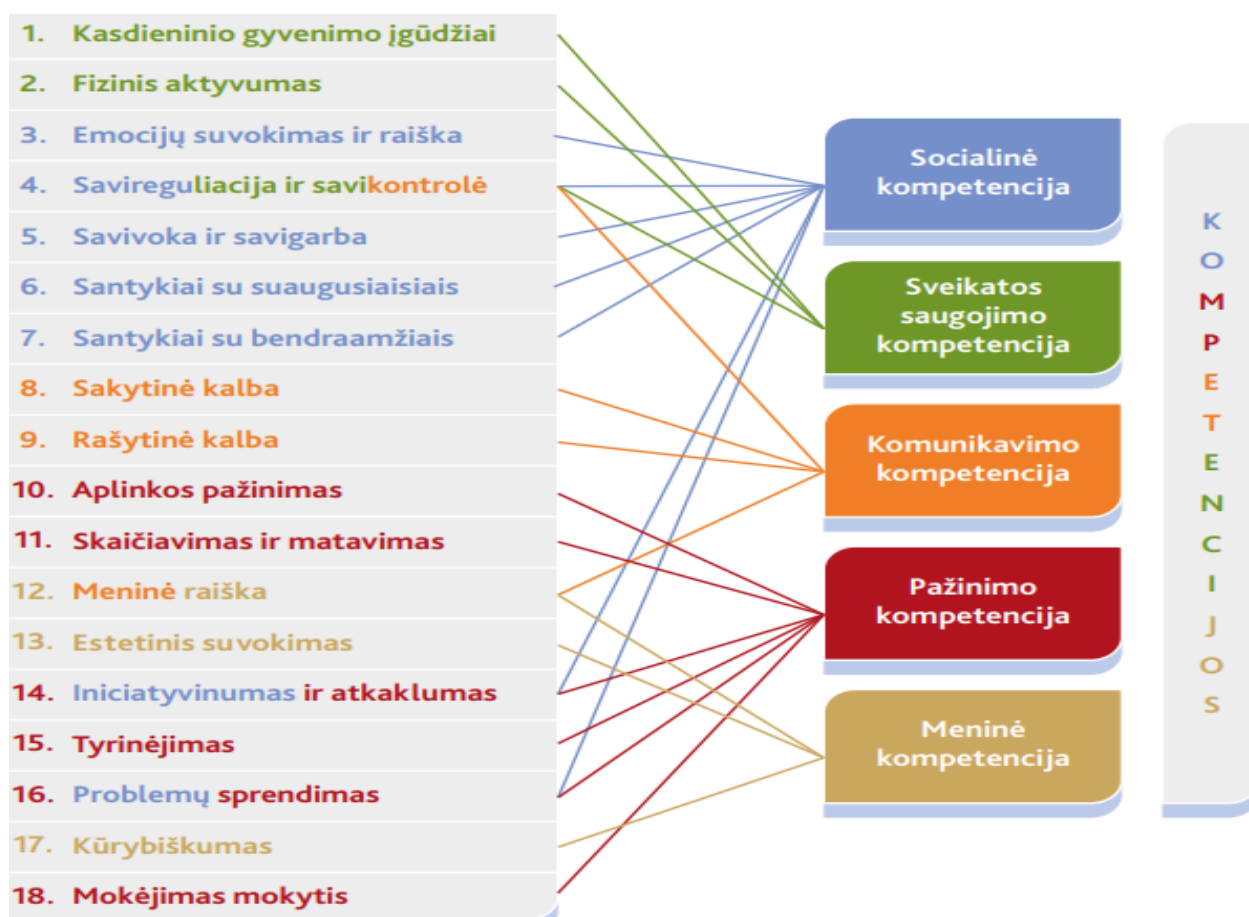 1. Kasdieninio gyvenimo įgūdžiai
2. Fizinis aktyvumas
3. Emocijų suvokimas ir raiška
4. Savireguliacija ir savikontrolė
5. Savivoka ir savigarba
6. Santykiai su suaugusiaisiais
7. Santykiai su bendraamžiais
8. Sakytinė kalba
9. Rašytinė kalba
10. Aplinkos pažinimas
11. Skaičiavimas ir matavimas
12. Meninė raiška
13. Estetinis suvokimas
14. Iniciatyvinumas ir atkaklumas
15. Tyrinėjimas
16. Problemų sprendimas
17. Kūrybiškumas
18. Mokėjimas mokytis
Socialinė
kompetencija
Sveikatos
saugojimo
kompetencija
Komunikavimo
kompetencija
Pažinimo
kompetencija
Meninė
kompetencija
K
O
M
P
E
T
E
N
C
I
J
O
S